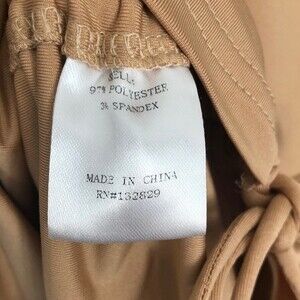 97% POLYESTER
3% SPANDEX
MADE IN CHINA
RN#132829